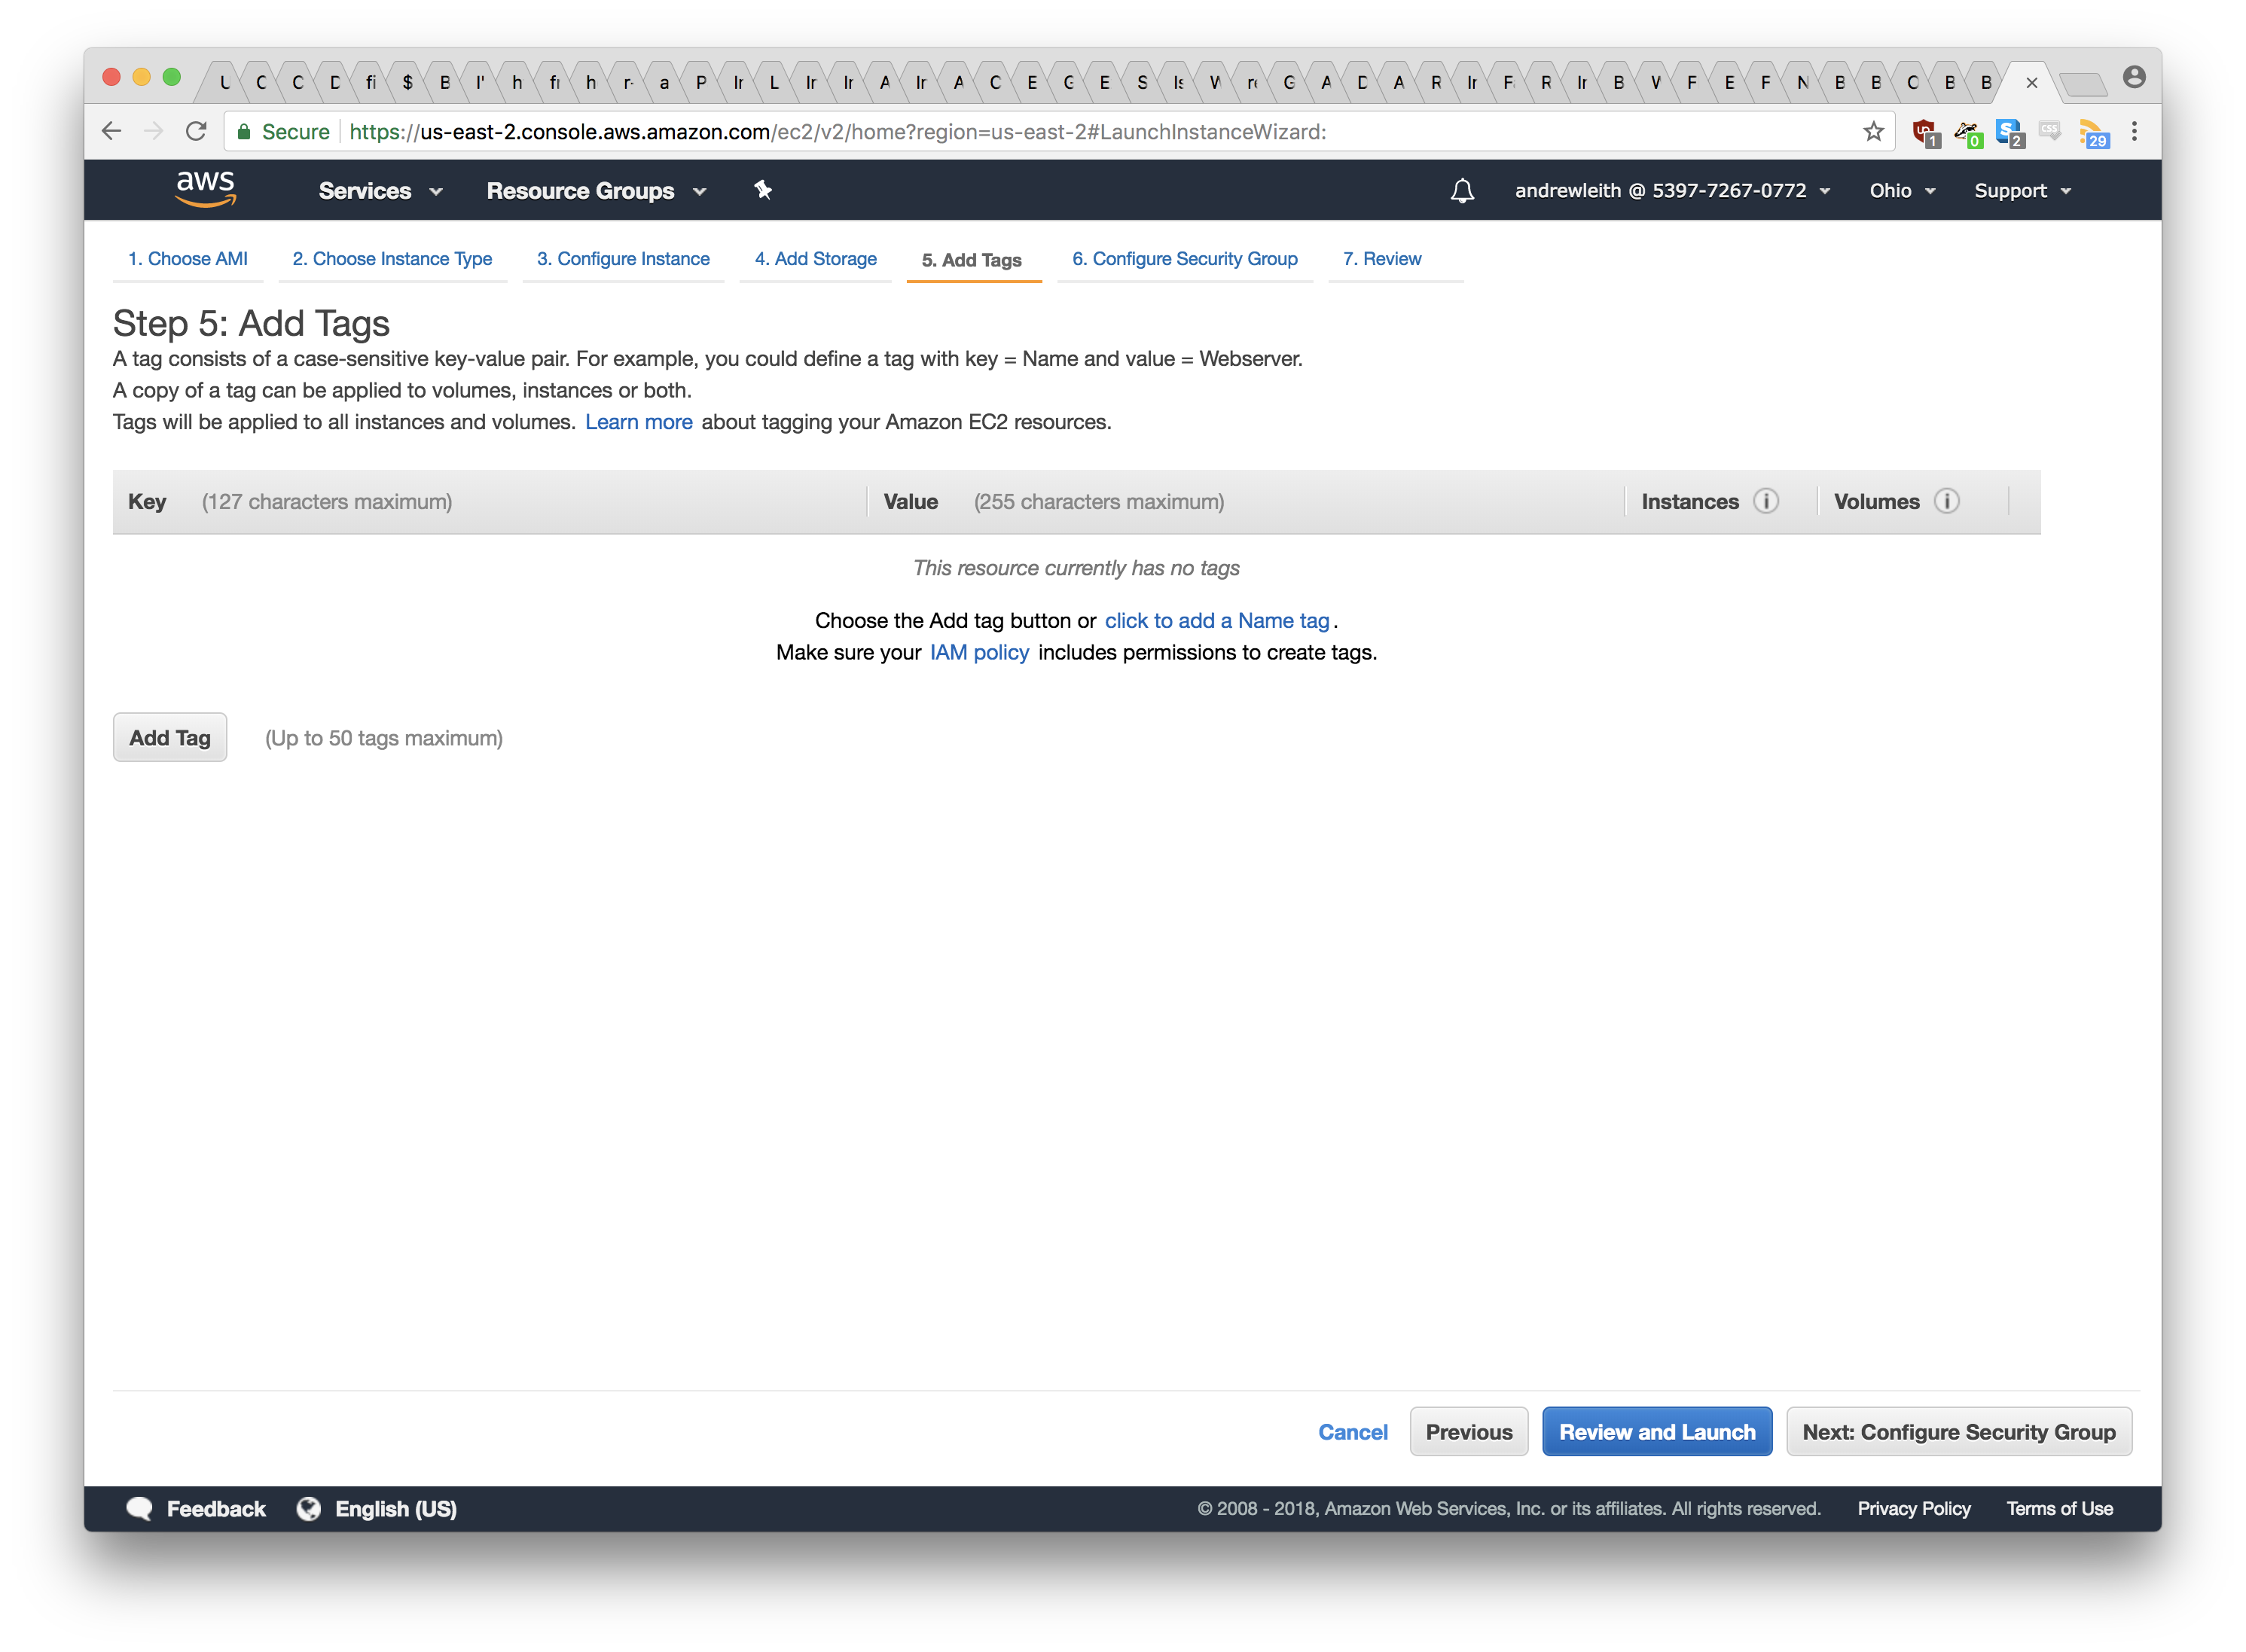 U C C D fi $ B I' h fr h r- a P Ir L Ir Ir A Ir A C E G E S Is W re G A D A R Ir F R Ir B W F E F N B B C B B
Secure https://us-east-2.console.aws.amazon.com/ec2/v2/home?region=us-east-2#LaunchInstanceWizard: 1 0 S 2 CSS 29
aws Services Resource Groups andrewleith @ 5397-7267-0772 Ohio Support
1. Choose AMI 2. Choose Instance Type 3. Configure Instance 4. Add Storage 5. Add Tags 6. Configure Security Group 7. Review
Step 5: Add Tags
A tag consists of a case-sensitive key-value pair. For example, you could define a tag with key = Name and value = Webserver.
A copy of a tag can be applied to volumes, instances or both.
Tags will be applied to all instances and volumes. Learn more about tagging your Amazon EC2 resources.
Key (127 characters maximum) Value (255 characters maximum) Instances i Volumes i
This resource currently has no tags
Choose the Add tag button or click to add a Name tag.
Make sure your IAM policy includes permissions to create tags.
Add Tag (Up to 50 tags maximum)
Cancel Previous Review and Launch Next: Configure Security Group
Feedback English (US) © 2008 - 2018, Amazon Web Services, Inc. or its affiliates. All rights reserved. Privacy Policy Terms of Use